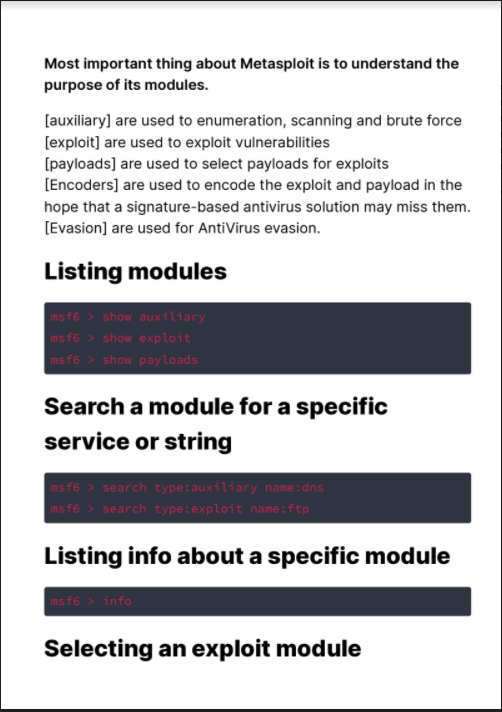 Most important thing about Metasploit is to understand the
purpose of its modules.
[auxiliary] are used to enumeration, scanning and brute force
[exploit] are used to exploit vulnerabilities
[payloads] are used to select payloads for exploits
[Encoders] are used to encode the exploit and payload in the
hope that a signature-based antivirus solution may miss them.
[Evasion] are used for AntiVirus evasion.
Listing modules
msf6 > show auxiliary
msf6 > show exploit
msf6 > show payloads
Search a module for a specific
service or string
msf6 > search type:auxiliary name:dns
msf6 > search type:exploit name:ftp
Listing info about a specific module
msf6 > info
Selecting an exploit module